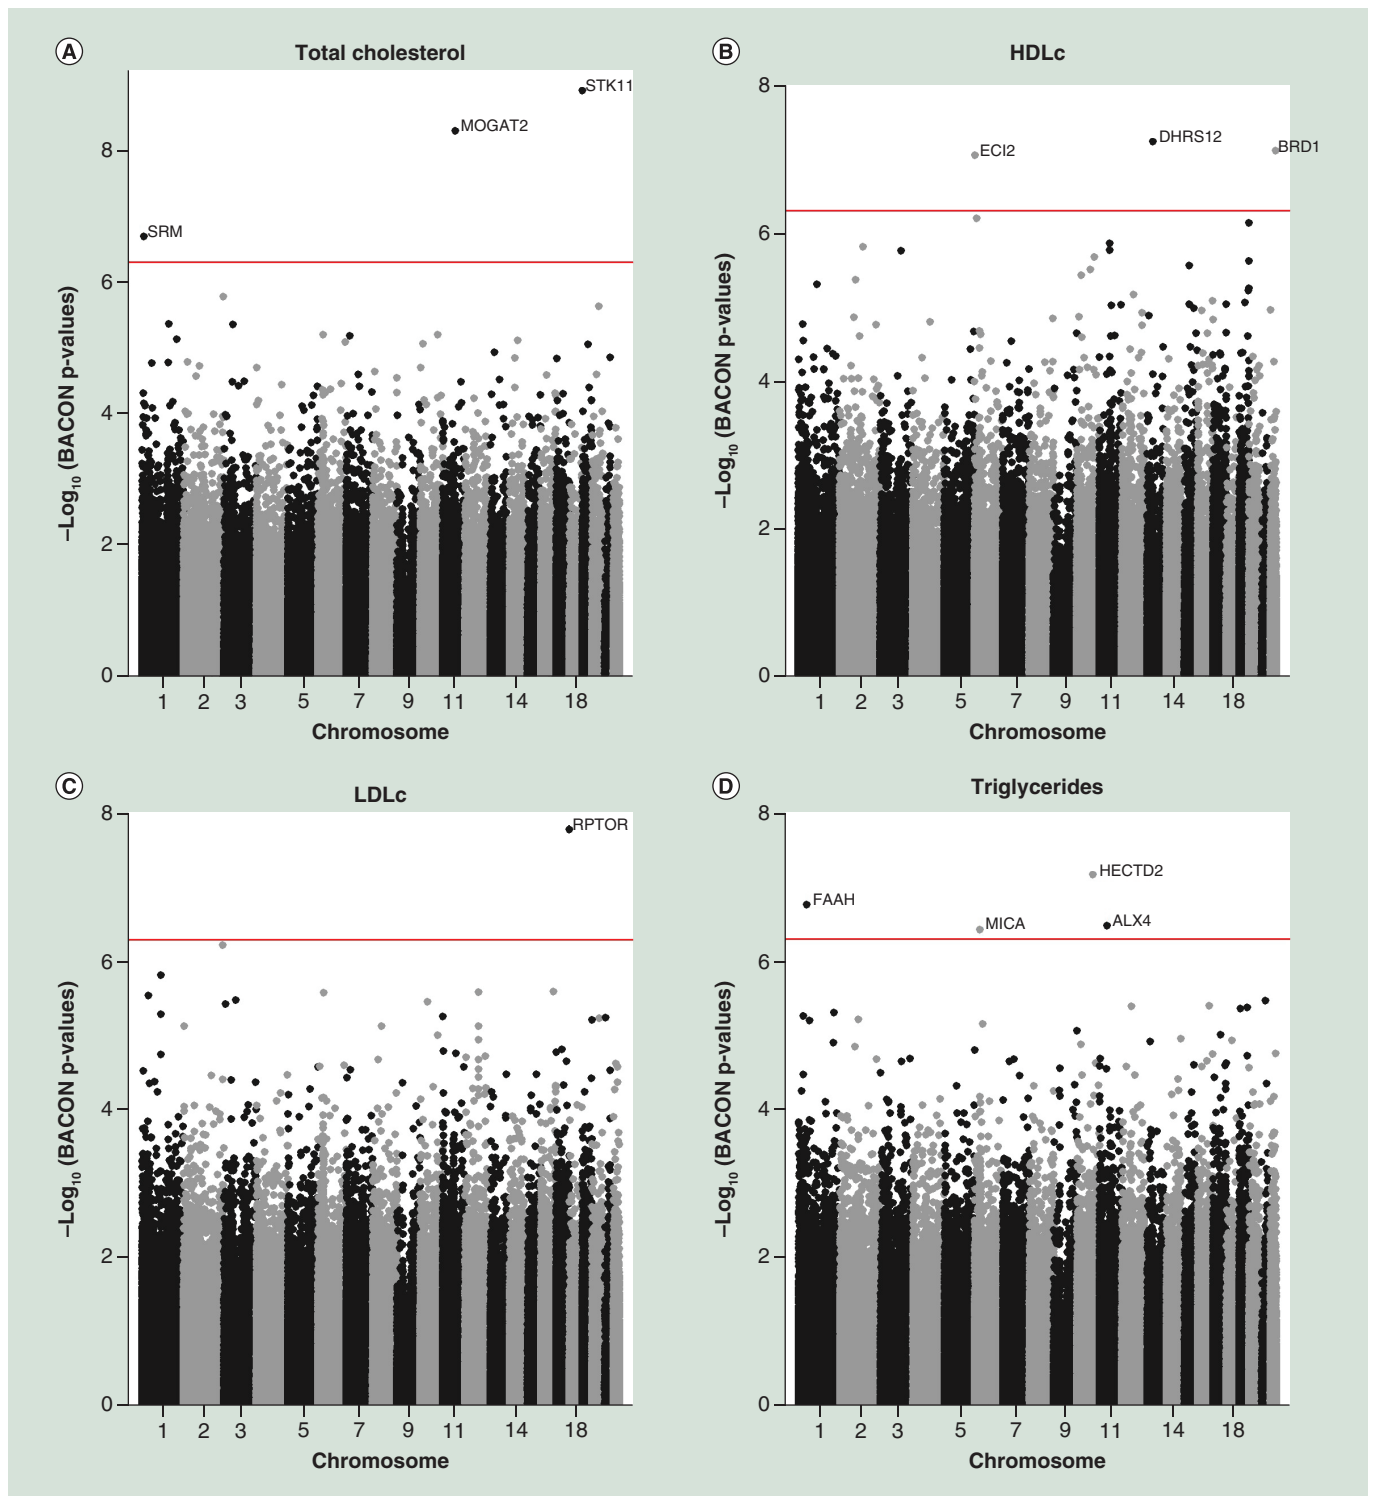 A
Total cholesterol
STK11
MOGAT2
8
SRM
6
4
2
0
–Log10 (BACON p-values)
1 2 3 5 7 9 11 14 18
Chromosome
B
HDLc
8
DHRS12
BRD1
ECI2
6
4
2
0
–Log10 (BACON p-values)
1 2 3 5 7 9 11 14 18
Chromosome
C
LDLc
8
RPTOR
6
4
2
0
–Log10 (BACON p-values)
1 2 3 5 7 9 11 14 18
Chromosome
D
Triglycerides
8
HECTD2
FAAH
MICA
ALX4
6
4
2
0
–Log10 (BACON p-values)
1 2 3 5 7 9 11 14 18
Chromosome